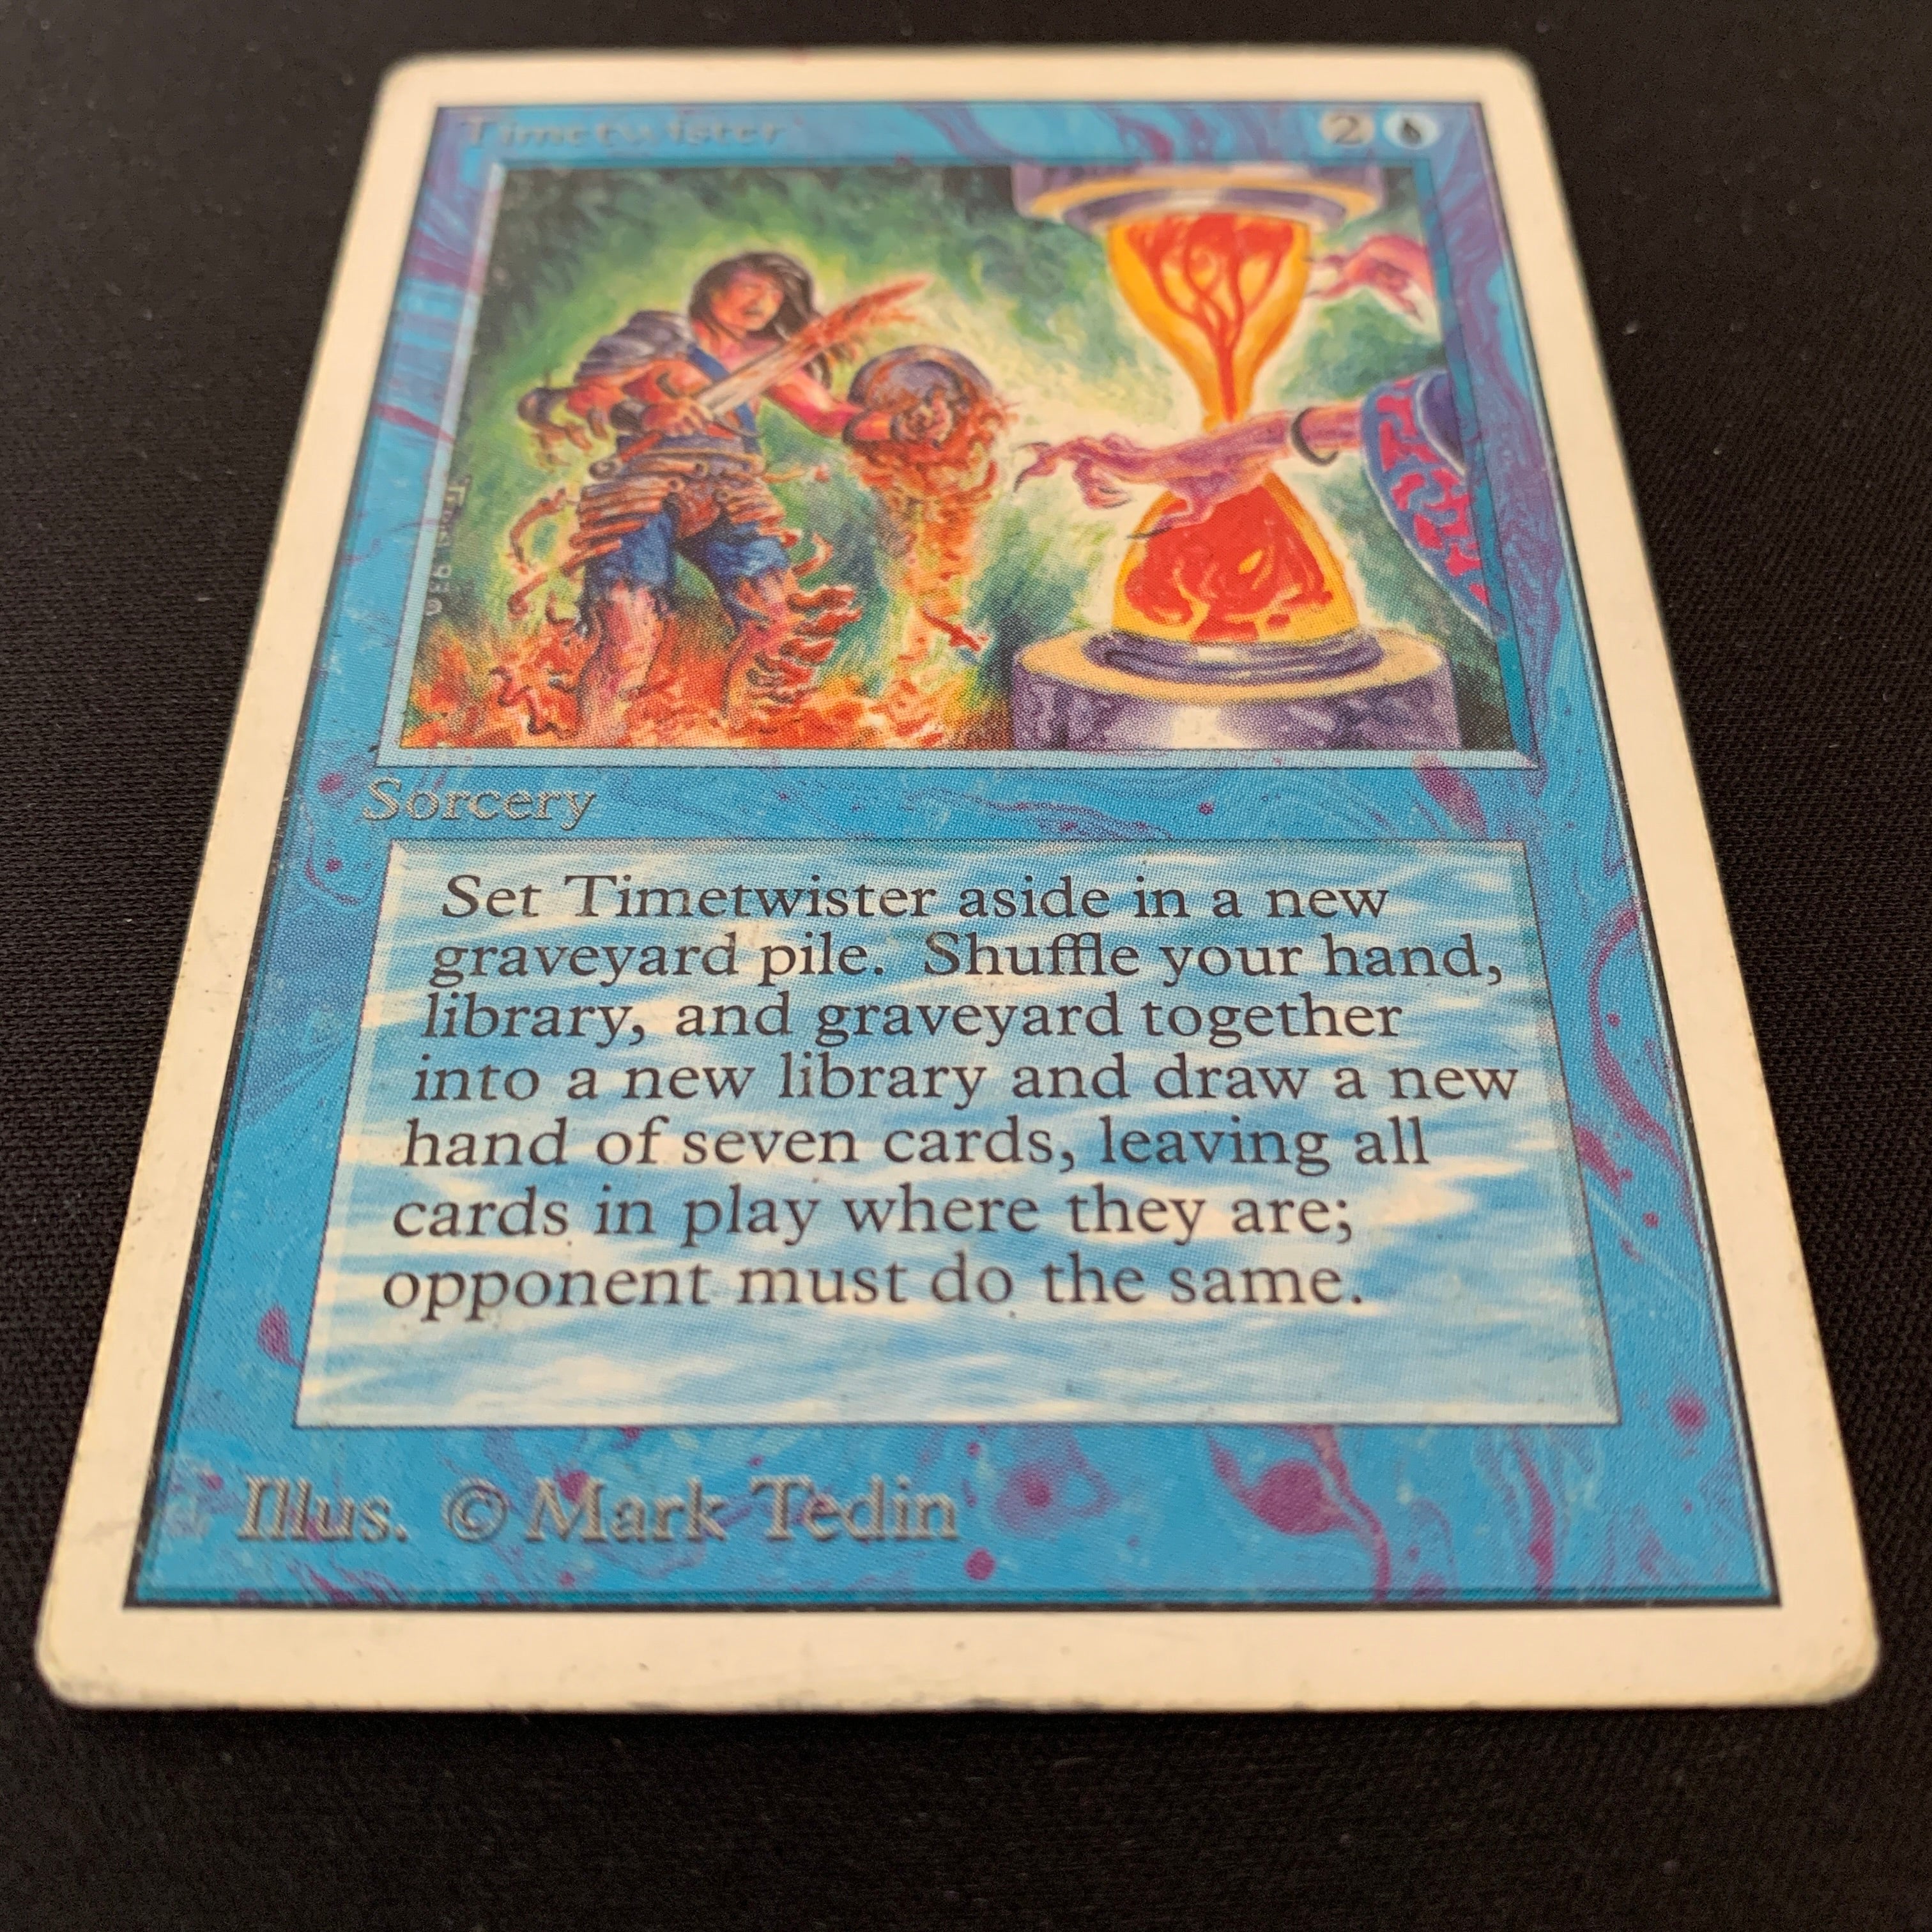 Timetwister 2
Sorcery
Set Timetwister aside in a new
graveyard pile. Shuffle your hand,
library, and graveyard together
into a new library and draw a new
hand of seven cards, leaving all
cards in play where they are;
opponent must do the same.
Illus. © Mark Tedin